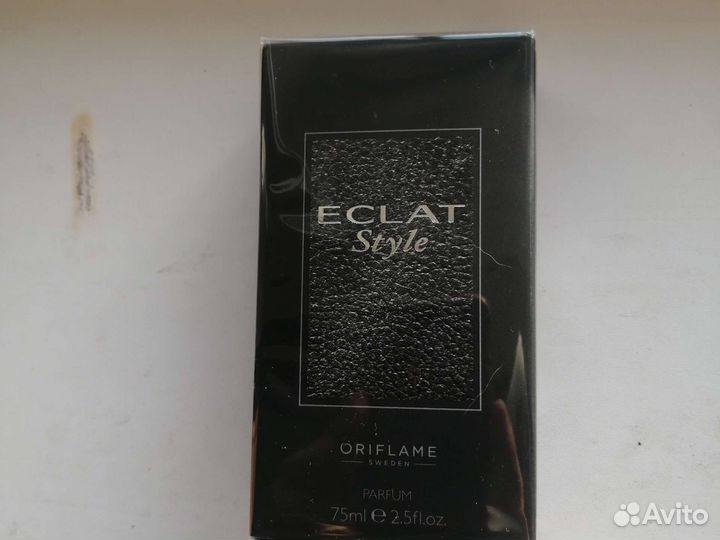 ECLAT
Style
ORIFLAME
SWEDEN
PARFUM
75ml ℮ 2.5fl.oz.
Avito